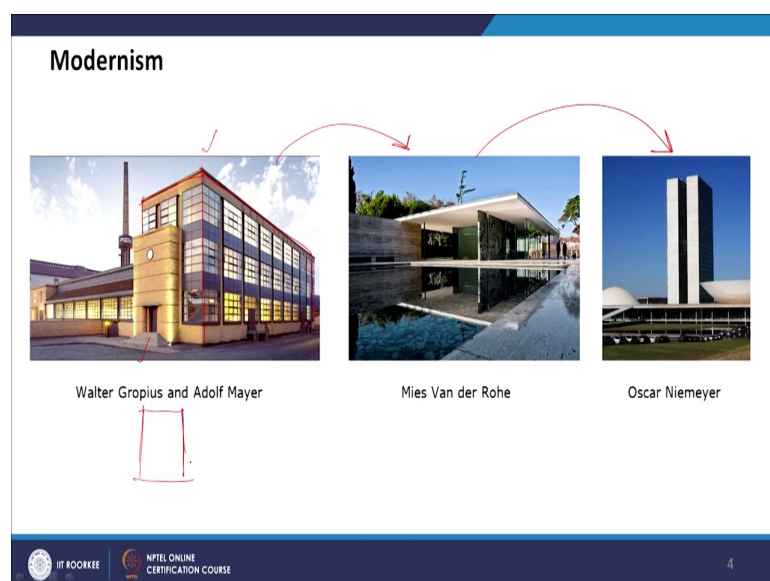 Modernism
Walter Gropius and Adolf Mayer
Mies Van der Rohe
Oscar Niemeyer
IIT ROORKEE
NPTEL ONLINE
CERTIFICATION COURSE
4